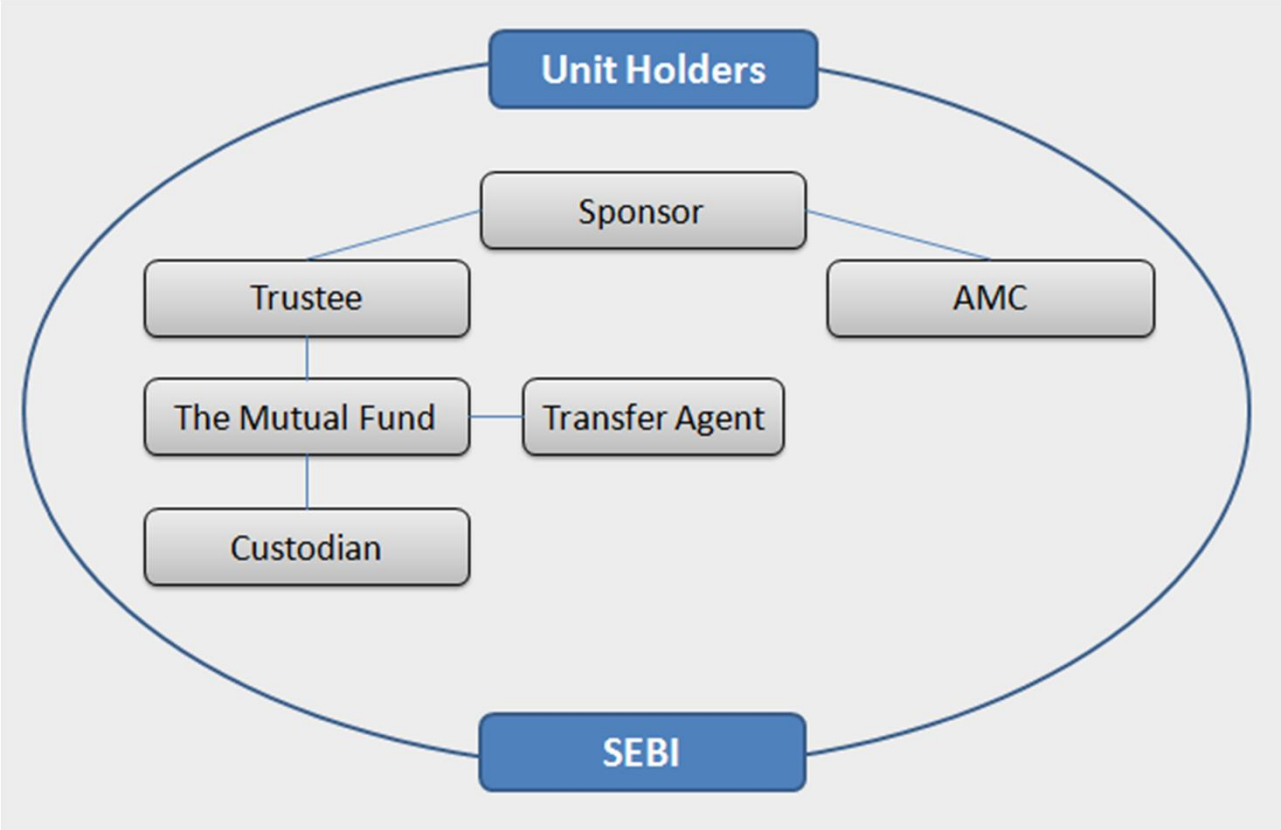 Unit Holders
Sponsor
Trustee
AMC
The Mutual Fund
Transfer Agent
Custodian
SEBI